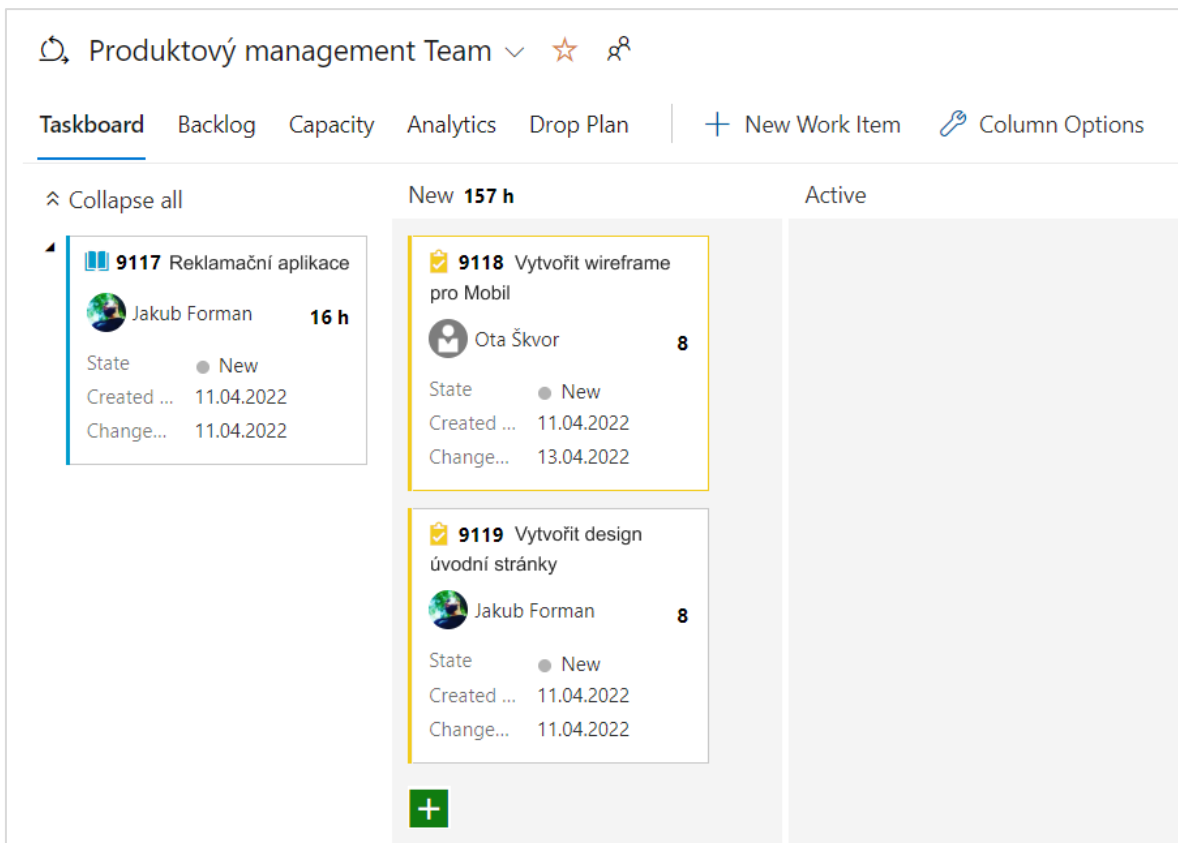 Produktový management Team
Taskboard Backlog Capacity Analytics Drop Plan New Work Item Column Options
Collapse all
New 157 h
Active
9117 Reklamační aplikace
Jakub Forman 16 h
State New
Created ... 11.04.2022
Change... 11.04.2022
9118 Vytvořit wireframe
pro Mobil
Ota Škvor 8
State New
Created ... 11.04.2022
Change... 13.04.2022
9119 Vytvořit design
úvodní stránky
Jakub Forman 8
State New
Created ... 11.04.2022
Change... 11.04.2022